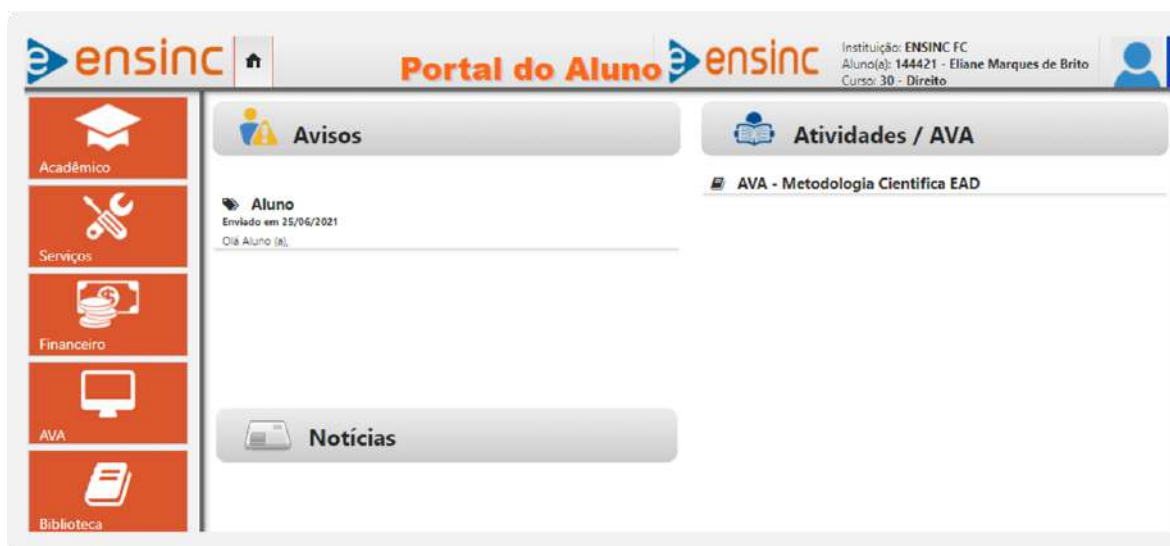 ensinc
Portal do Aluno
ensinc
Instituição: ENSINC FC
Aluno(a): 144421 - Eliane Marques de Brito
Curso: 30 - Direito
Acadêmico
Serviços
Financeiro
AVA
Biblioteca
Avisos
Aluno
Enviado em 25/06/2021
Olá Aluno (a),
Notícias
Atividades / AVA
AVA - Metodologia Cientifica EAD